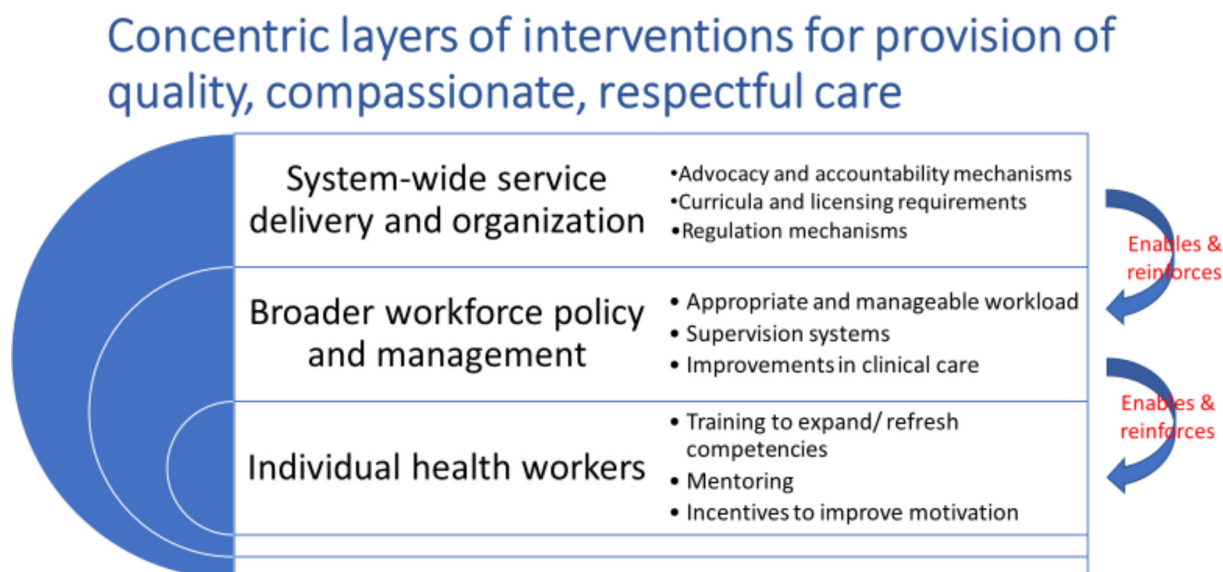 Concentric layers of interventions for provision of
quality, compassionate, respectful care
System-wide service
delivery and organization
•Advocacy and accountability mechanisms
•Curricula and licensing requirements
•Regulation mechanisms
Enables &
reinforces
Broader workforce policy
and management
• Appropriate and manageable workload
• Supervision systems
• Improvements in clinical care
Enables &
reinforces
Individual health workers
• Training to expand/ refresh
competencies
• Mentoring
• Incentives to improve motivation